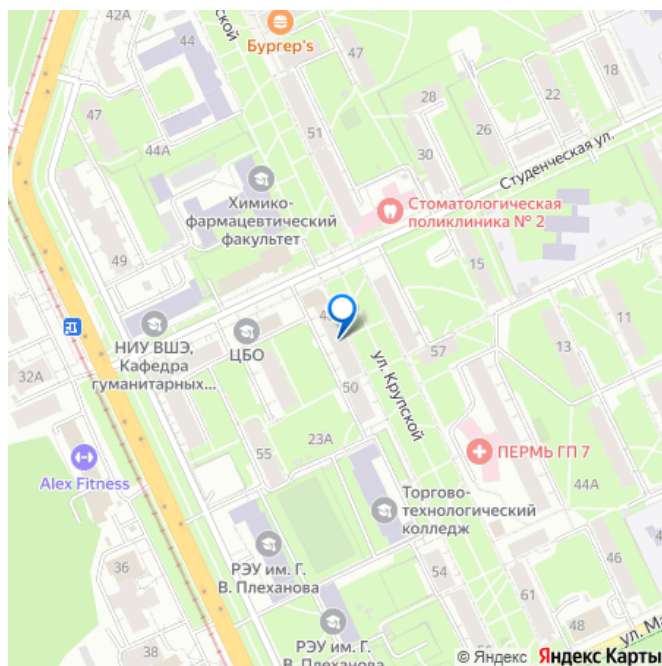 42А
ской
44
Бургер's
47
18
22
28
47
26
51
44А
30
Студенческая ул.
Химико-
фармацевтический
факультет
Стоматологическая
поликлиника № 2
49
15
11
НИУ ВШЭ,
Кафедра
гуманитарных...
ЦБО
57
13
32А
ул. Крупской
50
23А
55
ПЕРМЬ ГП 7
Alex Fitness
44А
Торгово-
технологический
колледж
РЭУ им. Г.
В. Плеханова
36
46
54
61
48
ул. Ма
38
РЭУ им. Г.
В. Плеханова
© Яндекс Яндекс Карты